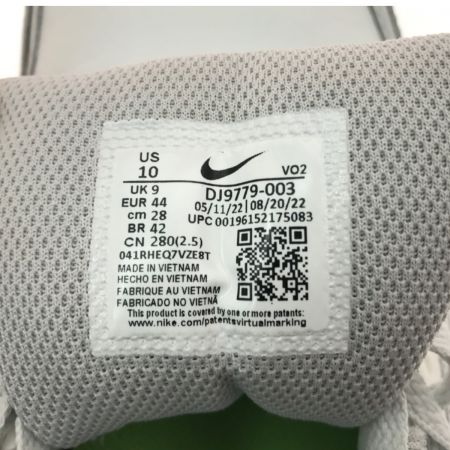 US
10
VO2
UK 9
EUR 44
cm 28
BR 42
CN 280(2.5)
DJ9779-003
05/11/22 | 08/20/22
UPC 00196152175083
041RHEQ7VZE8T
MADE IN VIETNAM
HECHO EN VIETNAM
FABRIQUE AU VIETNAM
FABRICADO NO VIETNÃ
This product is covered by one or more patents:
www.nike.com/patentsvirtualmarking